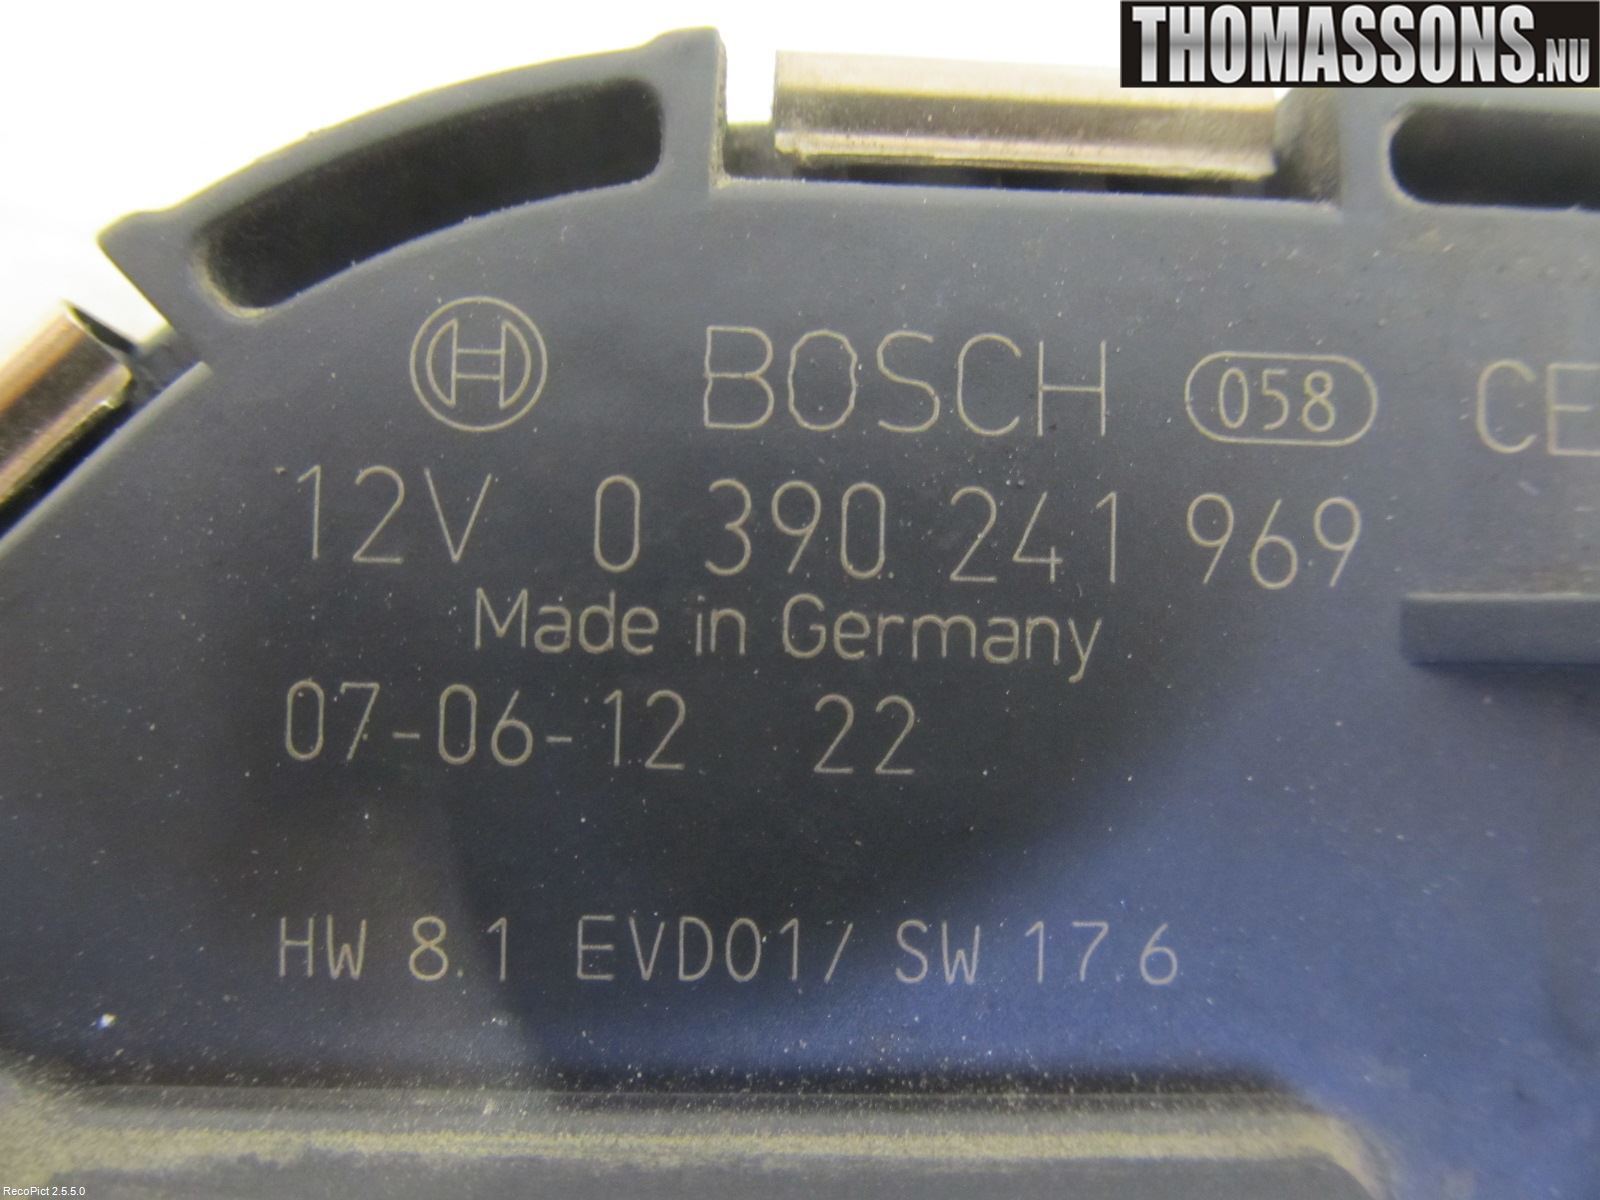 THOMASSONS.NU
BOSCH 058 CE
12V 0 390 241 969
Made in Germany
07-06-12 22
HW 8.1 EVD01/ SW 17.6
RecoPict 2.5.5.0